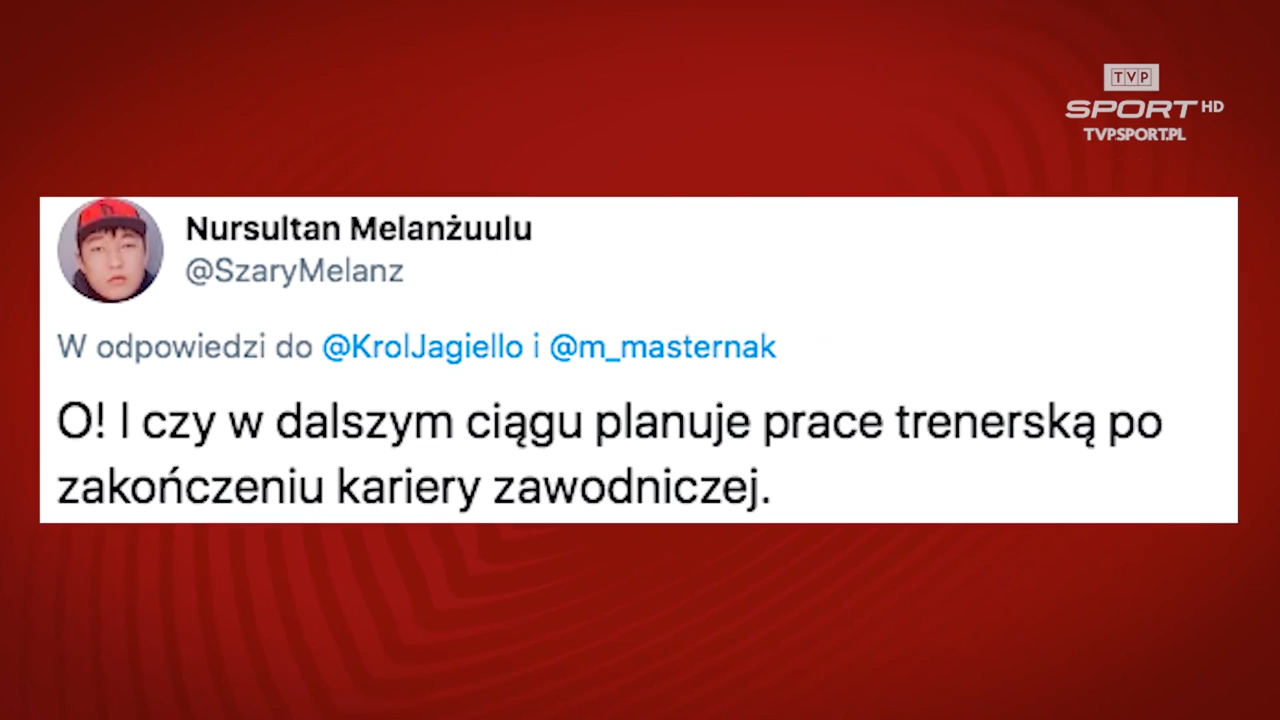 TVP
SPORT HD
TVPSPORT.PL
Nursultan Melanżuulu
@SzaryMelanz
W odpowiedzi do @KrolJagiello i @m_masternak
O! I czy w dalszym ciągu planuje prace trenerską po
zakończeniu kariery zawodniczej.